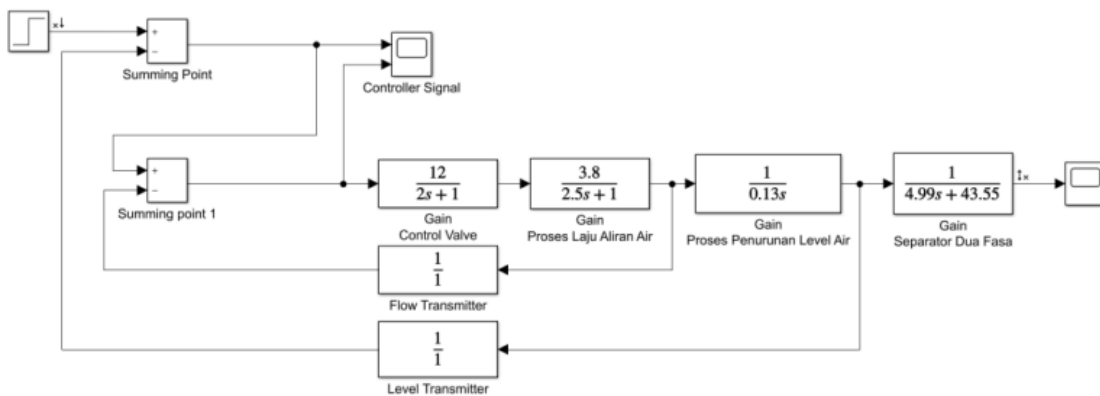 +
−
Summing Point
Controller Signal
+
−
Summing point 1
12
2s + 1
Gain
Control Valve
3.8
2.5s + 1
Gain
Proses Laju Aliran Air
1
0.13s
Gain
Proses Penurunan Level Air
1
4.99s + 43.55
Gain
Separator Dua Fasa
1
1
Flow Transmitter
1
1
Level Transmitter